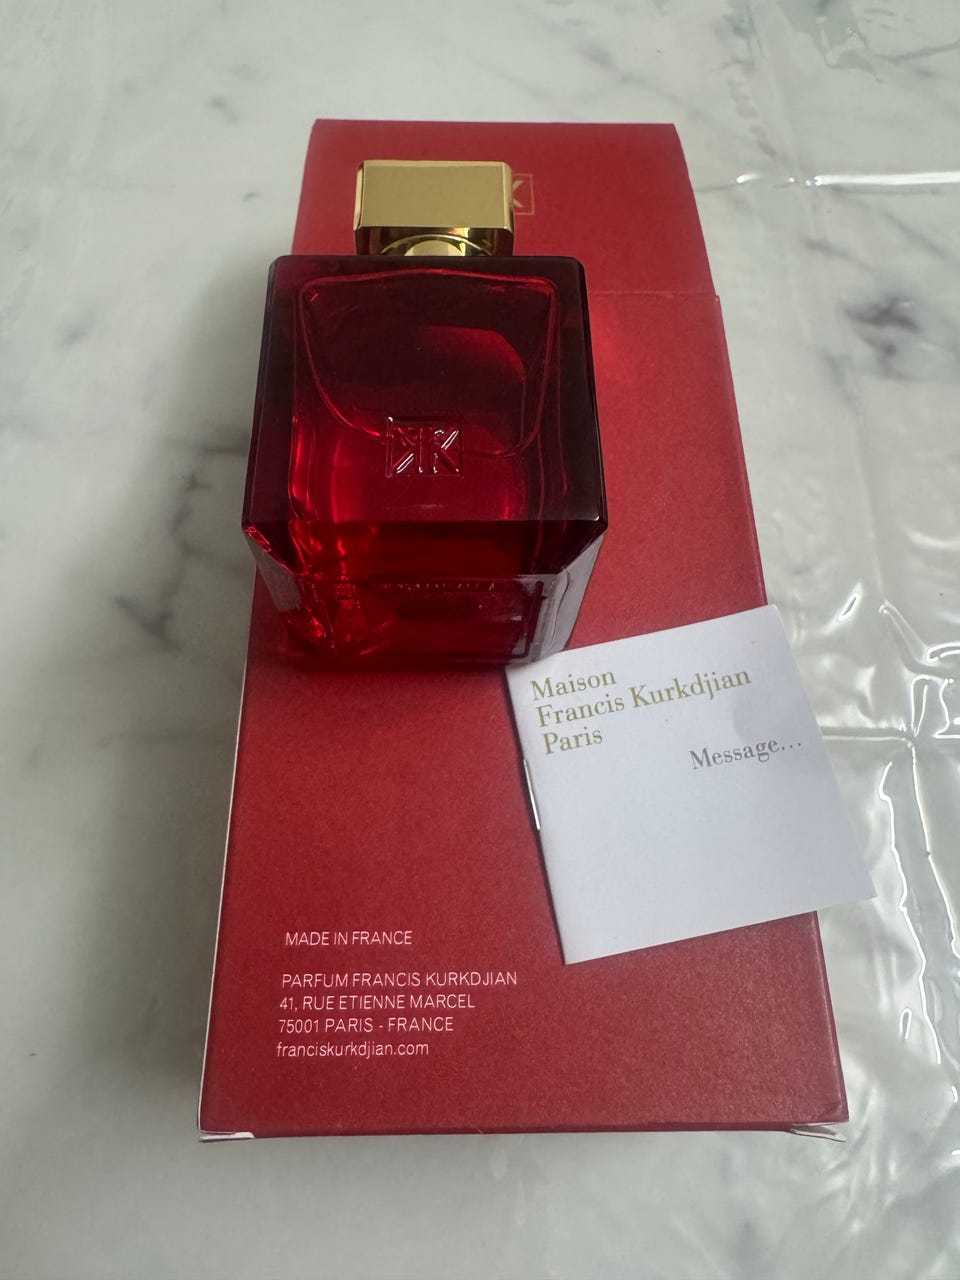 Maison
Francis Kurkdjian
Paris
Message...
MADE IN FRANCE
PARFUM FRANCIS KURKDJIAN
41, RUE ETIENNE MARCEL
75001 PARIS - FRANCE
franciskurkdjian.com